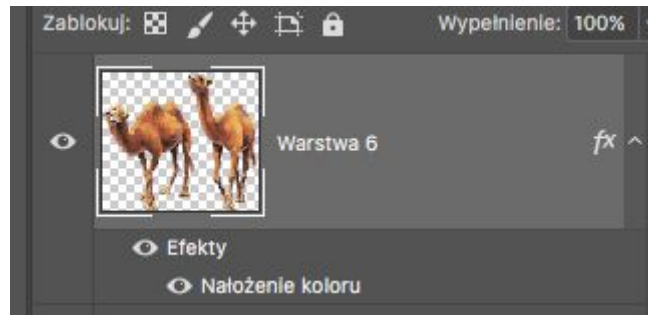 Zablokuj: Wypełnienie: 100%
Warstwa 6 fx
Efekty
Nałożenie koloru